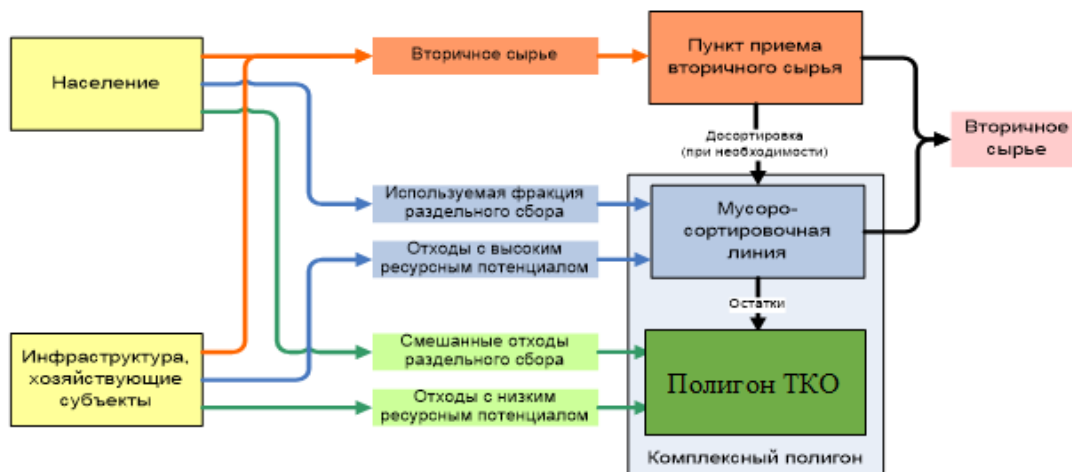 Население
Вторичное сырье
Пункт приема
вторичного сырья
Вторичное
сырье
Досортировка
(при необходимости)
Используемая фракция
раздельного сбора
Мусоро-
сортировочная
линия
Отходы с высоким
ресурсным потенциалом
Остатки
Инфраструктура,
хозяйствующие
субъекты
Смешанные отходы
раздельного сбора
Полигон ТКО
Отходы с низким
ресурсным потенциалом
Комплексный полигон